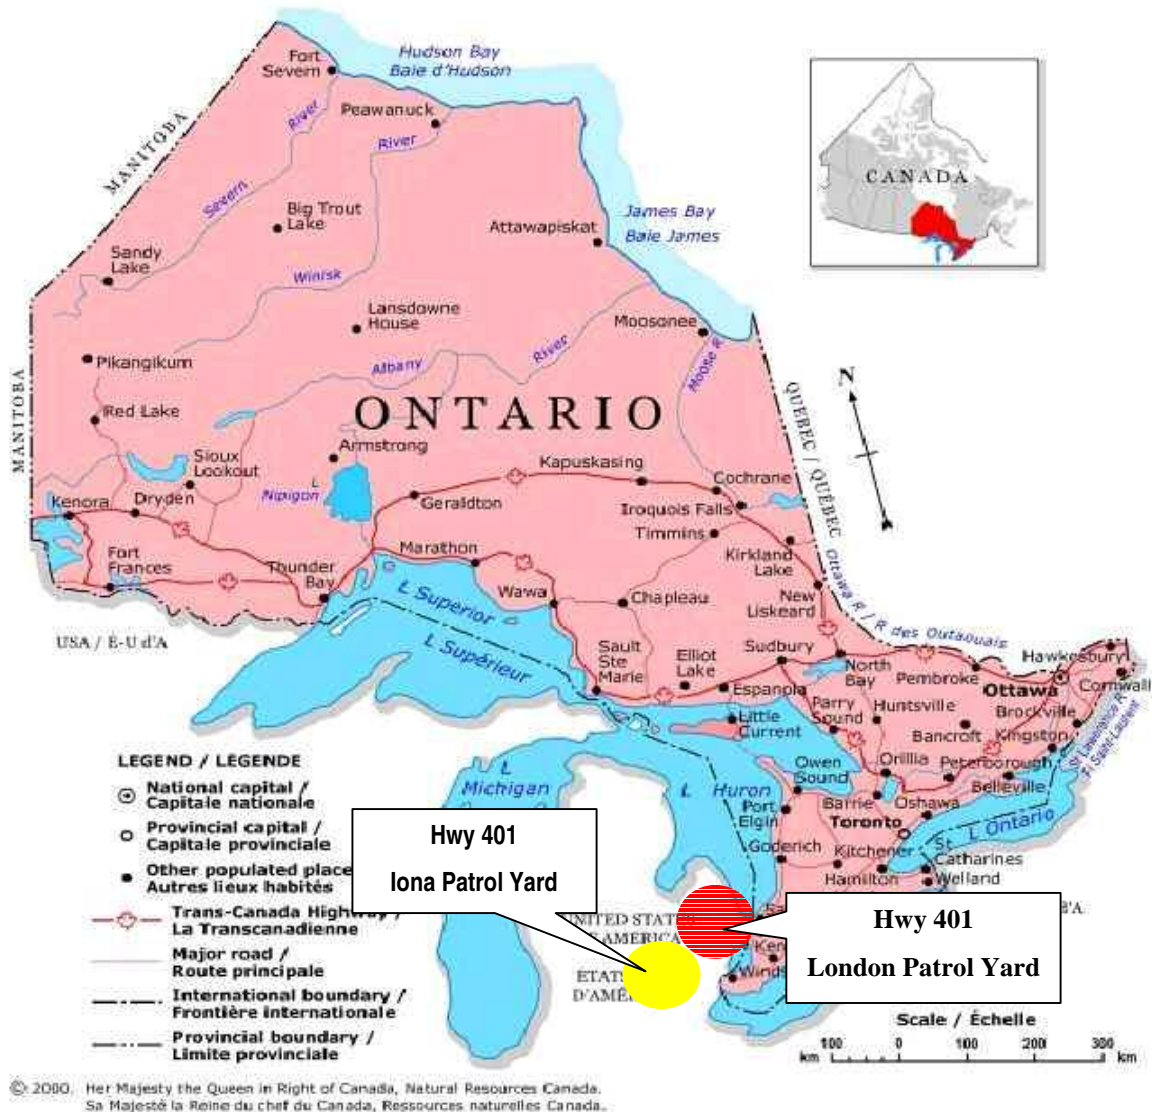 Hudson Bay
Baie d'Hudson
Fort
Severn
Peawanuck
River
River
MANITOBA
Severn
Big Trout
Lake
Attawapiskat
James Bay
Baie James
CANADA
Sandy
Lake
Winisk
Lansdowne
House
Moosonee
River
Albany
Moose R
Pikangikum
MANITOBA
Red Lake
ONTARIO
N
QUEBEC / QUÉBEC
Armstrong
Sioux
Lookout
L
Nipigon
Kapuskasing
Cochrane
Kenora
Dryden
Geraldton
Iroquois Falls
Timmins
Marathon
Kirkland
Lake
Fort
Frances
Thunder
Bay
Wawa
Chapleau
New
Liskeard
Ottawa R / R des Outaouais
L Superior
L Supérieur
USA / É-U d'A
Sault
Ste
Marie
Elliot
Lake
Sudbury
North
Bay
Pembroke
Hawkesbury
Ottawa
Cornwall
Espanola
Little
Current
Parry
Sound
Huntsville
Bancroft
Brockville
Kingston
St Lawrence R
Fl Saint-Laurent
Orillia
Peterborough
Belleville
Owen
Sound
L
Michigan
L Huron
Port
Elgin
Barrie
Oshawa
Toronto
L Ontario
Goderich
Kitchener
Hamilton
St
Catharines
Welland
UNITED STATES
AMERICA
D'AMÉ
Hwy 401
Iona Patrol Yard
Hwy 401
London Patrol Yard
LEGEND / LÉGENDE
National capital /
Capitale nationale
Provincial capital /
Capitale provinciale
Other populated place
Autres lieux habités
Trans-Canada Highway /
La Transcanadienne
Major road /
Route principale
International boundary /
Frontière internationale
Provincial boundary /
Limite provinciale
Scale / Échelle
100 0 100 200 300
km km
© 2000. Her Majesty the Queen in Right of Canada, Natural Resources Canada.
Sa Majesté la Reine du chef du Canada, Ressources naturelles Canada.